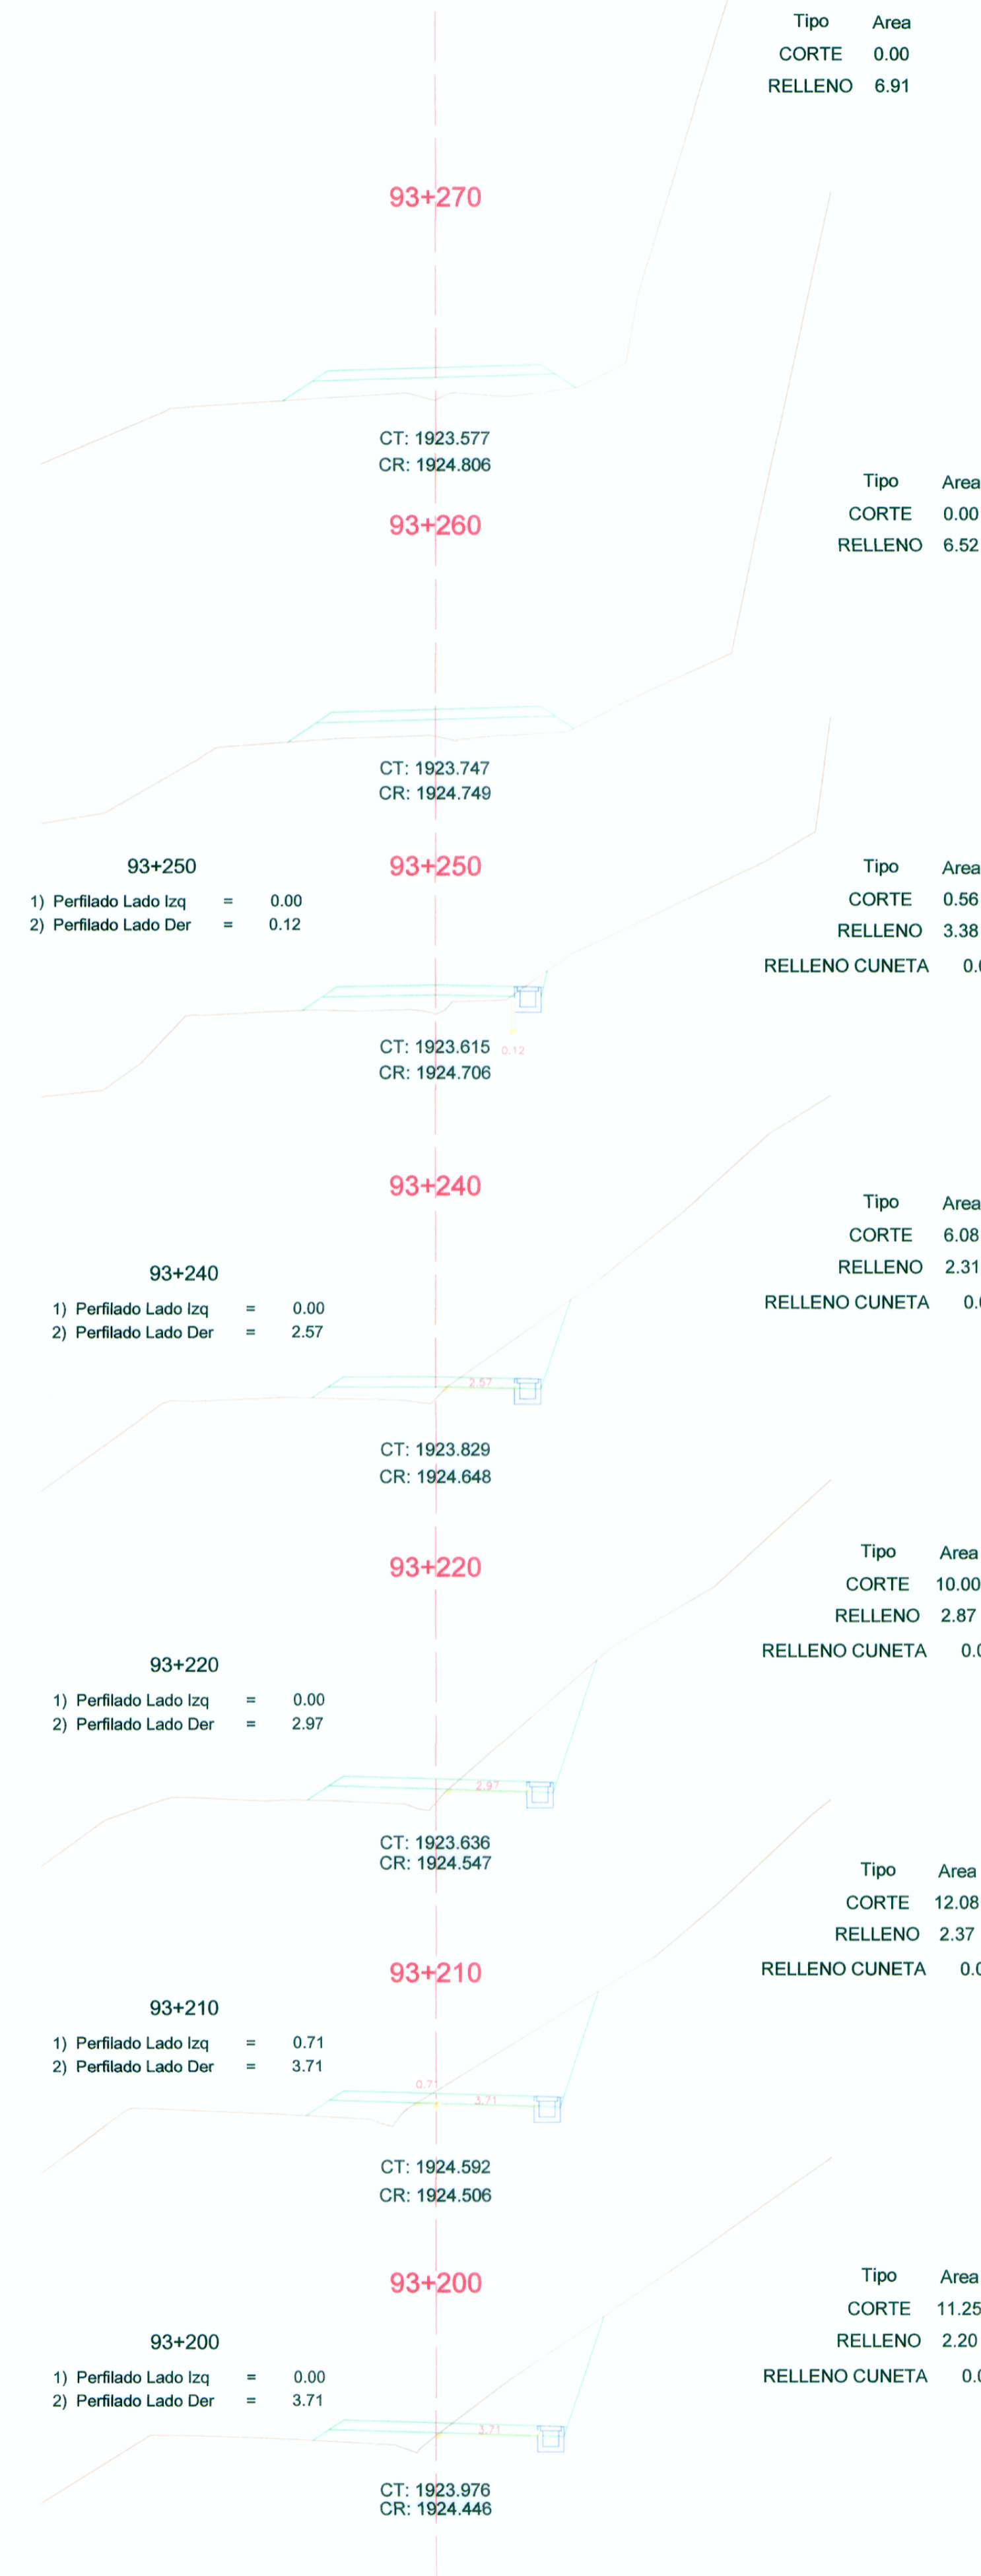 Tipo Area
CORTE 0.00
RELLENO 6.91
93+270
CT: 1923.577
CR: 1924.806
Tipo Area
CORTE 0.00
RELLENO 6.52
93+260
CT: 1923.747
CR: 1924.749
93+250
93+250
1) Perfilado Lado Izq = 0.00
2) Perfilado Lado Der = 0.12
Tipo Area
CORTE 0.56
RELLENO 3.38
RELLENO CUNETA 0.
0.12
CT: 1923.615
CR: 1924.706
93+240
Tipo Area
CORTE 6.08
RELLENO 2.31
RELLENO CUNETA 0.
93+240
1) Perfilado Lado Izq = 0.00
2) Perfilado Lado Der = 2.57
2.57
CT: 1923.829
CR: 1924.648
93+220
Tipo Area
CORTE 10.00
RELLENO 2.87
RELLENO CUNETA 0.0
93+220
1) Perfilado Lado Izq = 0.00
2) Perfilado Lado Der = 2.97
2.97
CT: 1923.636
CR: 1924.547
Tipo Area
CORTE 12.08
RELLENO 2.37
RELLENO CUNETA 0.0
93+210
93+210
1) Perfilado Lado Izq = 0.71
2) Perfilado Lado Der = 3.71
0.71
3.71
CT: 1924.592
CR: 1924.506
93+200
Tipo Area
CORTE 11.25
RELLENO 2.20
RELLENO CUNETA 0.0
93+200
1) Perfilado Lado Izq = 0.00
2) Perfilado Lado Der = 3.71
3.71
CT: 1923.976
CR: 1924.446